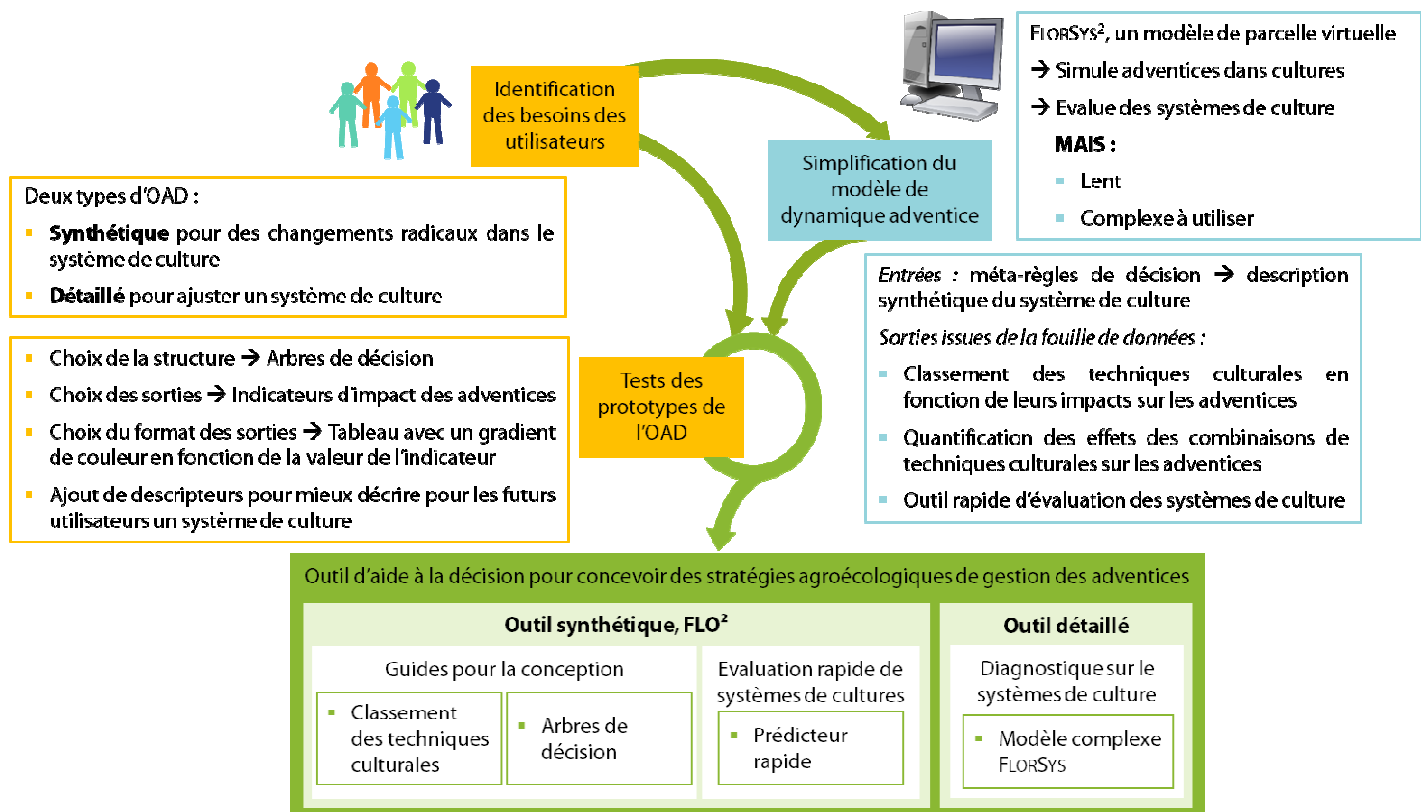 Identification
des besoins des
utilisateurs
FLORSYS², un modèle de parcelle virtuelle
→ Simule adventices dans cultures
→ Evalue des systèmes de culture
MAIS :
▪ Lent
▪ Complexe à utiliser
Simplification du
modèle de
dynamique adventice
Deux types d'OAD :
▪ Synthétique pour des changements radicaux dans le
système de culture
▪ Détaillé pour ajuster un système de culture
Entrées : méta-règles de décision → description
synthétique du système de culture
Sorties issues de la fouille de données :
▪ Classement des techniques culturales en
fonction de leurs impacts sur les adventices
▪ Quantification des effets des combinaisons de
techniques culturales sur les adventices
▪ Outil rapide d'évaluation des systèmes de culture
▪ Choix de la structure → Arbres de décision
▪ Choix des sorties → Indicateurs d'impact des adventices
▪ Choix du format des sorties → Tableau avec un gradient
de couleur en fonction de la valeur de l'indicateur
▪ Ajout de descripteurs pour mieux décrire pour les futurs
utilisateurs un système de culture
Tests des
prototypes de
l'OAD
Outil d'aide à la décision pour concevoir des stratégies agroécologiques de gestion des adventices
Outil synthétique, FLO²
Guides pour la conception
▪ Classement
des techniques
culturales
▪ Arbres de
décision
Evaluation rapide de
systèmes de cultures
▪ Prédicteur
rapide
Outil détaillé
Diagnostique sur le
systèmes de culture
▪ Modèle complexe
FLORSYS